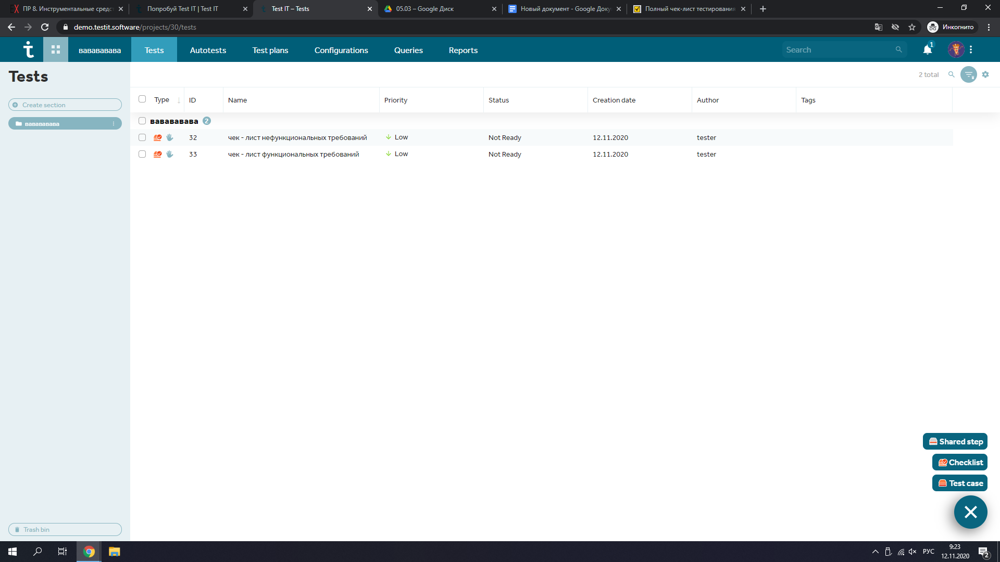 ПР 8. Инструментальные средст
Попробуй Test IT | Test IT
Test IT – Tests
05.03 – Google Диск
Новый документ - Google Доку
Полный чек-лист тестирования
demo.testit.software/projects/30/tests
Инкогнито
вавававава
Tests
Autotests
Test plans
Configurations
Queries
Reports
Search
1
Tests
2 total
Create section
вавававава
Type
ID
Name
Priority
Status
Creation date
Author
Tags
вавававава 2
32 чек - лист нефункциональных требований Low Not Ready 12.11.2020 tester
33 чек - лист функциональных требований Low Not Ready 12.11.2020 tester
Shared step
Checklist
Test case
Trash bin
РУС
9:23
12.11.2020
2